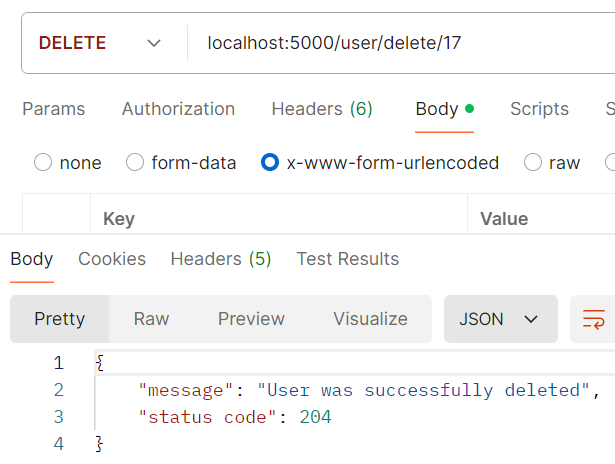 DELETE localhost:5000/user/delete/17
Params Authorization Headers (6) Body Scripts S
none form-data x-www-form-urlencoded raw
Key Value
Body Cookies Headers (5) Test Results
Pretty Raw Preview Visualize JSON
1 {
2 "message": "User was successfully deleted",
3 "status code": 204
4 }